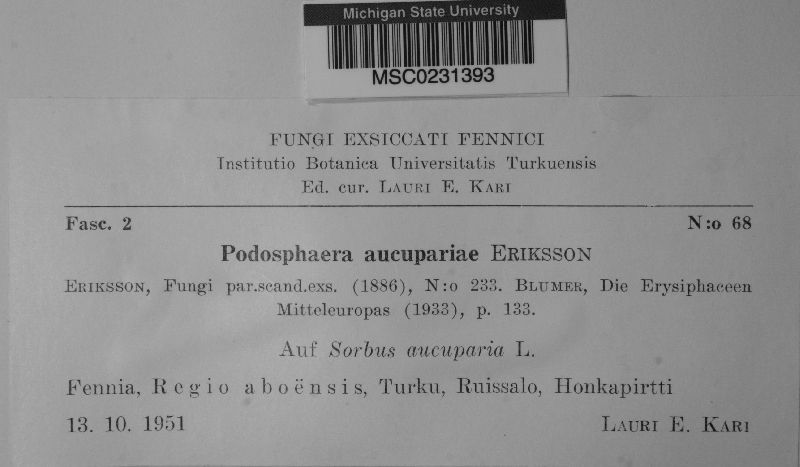 Michigan State University
MSC0231393
FUNGI EXSICCATI FENNICI
Institutio Botanica Universitatis Turkuensis
Ed. cur. LAURI E. KARI
Fasc. 2 N:o 68
Podosphaera aucupariae ERIKSSON
ERIKSSON, Fungi par.scand.exs. (1886), N:o 233. BLUMER, Die Erysiphaceen
Mitteleuropas (1933), p. 133.
Auf Sorbus aucuparia L.
Fennia, Regio aboënsis, Turku, Ruissalo, Honkapirtti
13. 10. 1951 LAURI E. KARI